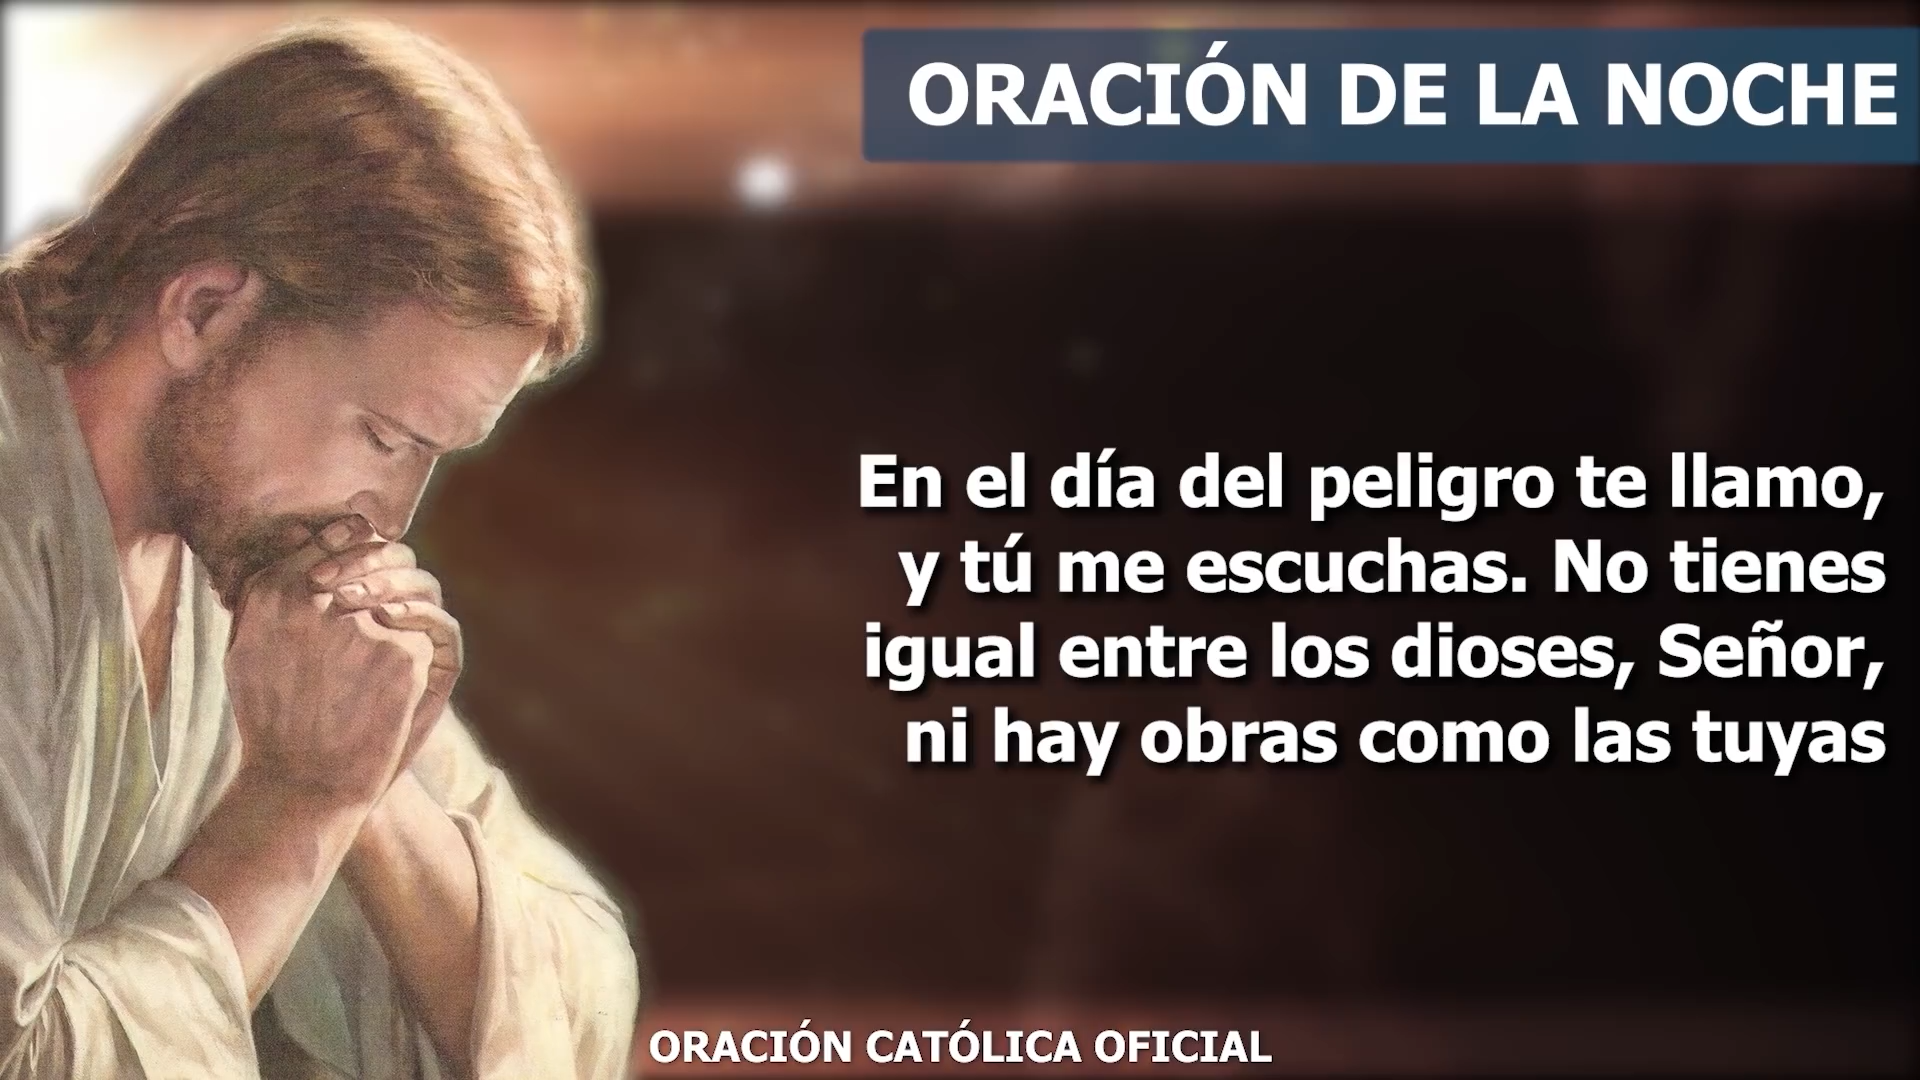 ORACIÓN DE LA NOCHE
En el día del peligro te llamo,
y tú me escuchas. No tienes
igual entre los dioses, Señor,
ni hay obras como las tuyas
ORACIÓN CATÓLICA OFICIAL